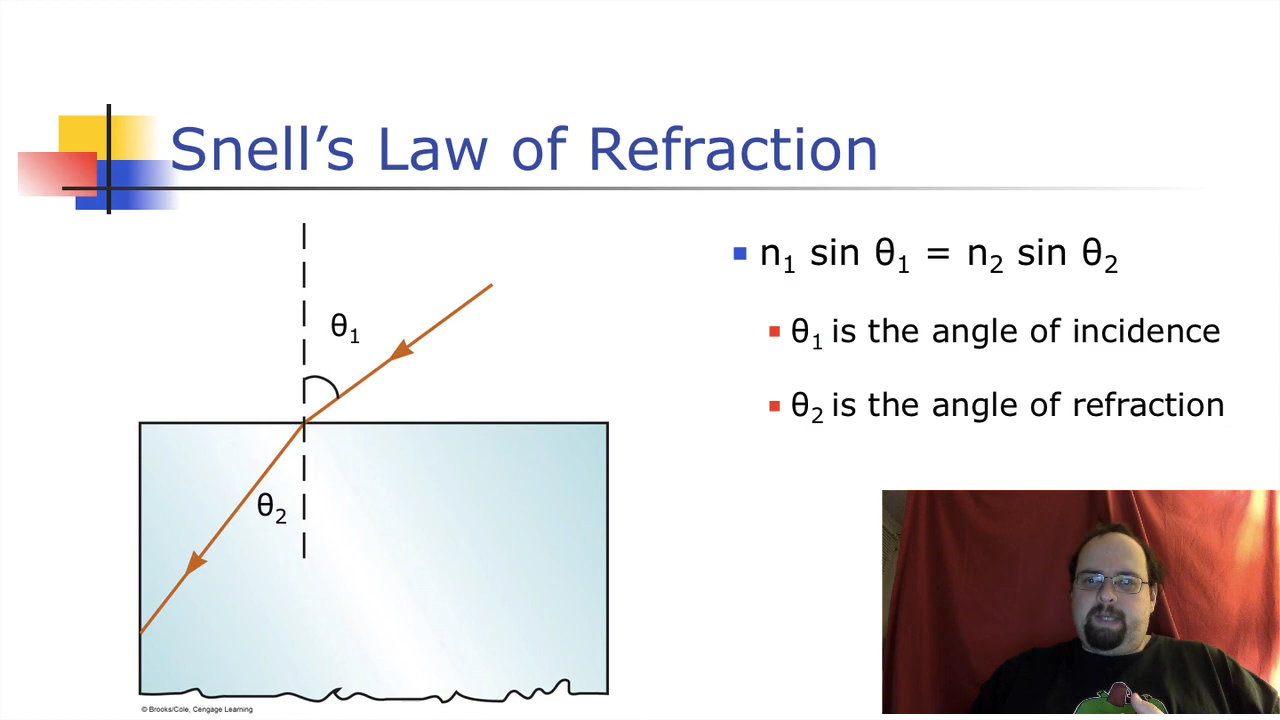 Snell’s Law of Refraction
n₁ sin θ₁ = n₂ sin θ₂
θ₁ is the angle of incidence
θ₂ is the angle of refraction
θ₁
θ₂
© Brooks/Cole, Cengage Learning